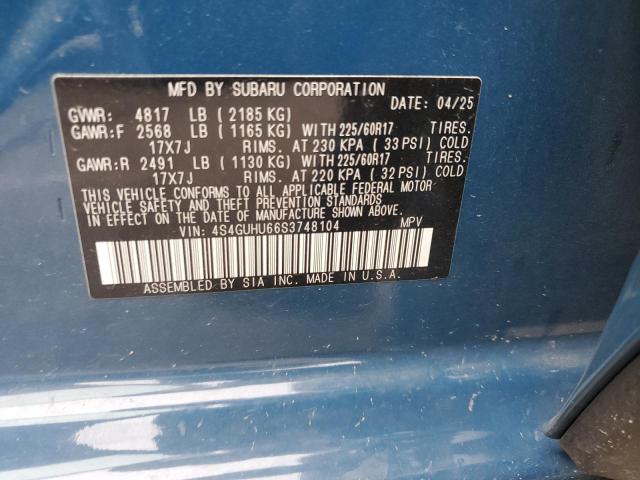 MFD BY SUBARU CORPORATION
GVWR: 4817 LB (2185 KG) DATE: 04/25
GAWR:F 2568 LB (1165 KG) WITH 225/60R17 TIRES.
17X7J RIMS. AT 230 KPA (33 PSI) COLD
GAWR:R 2491 LB (1130 KG) WITH 225/60R17 TIRES.
17X7J RIMS. AT 220 KPA (32 PSI) COLD
THIS VEHICLE CONFORMS TO ALL APPLICABLE FEDERAL MOTOR
VEHICLE SAFETY AND THEFT PREVENTION STANDARDS IN
EFFECT ON THE DATE OF MANUFACTURE SHOWN ABOVE.
VIN: 4S4GUHU66S3748104 MPV
ASSEMBLED BY SIA INC. MADE IN U.S.A.